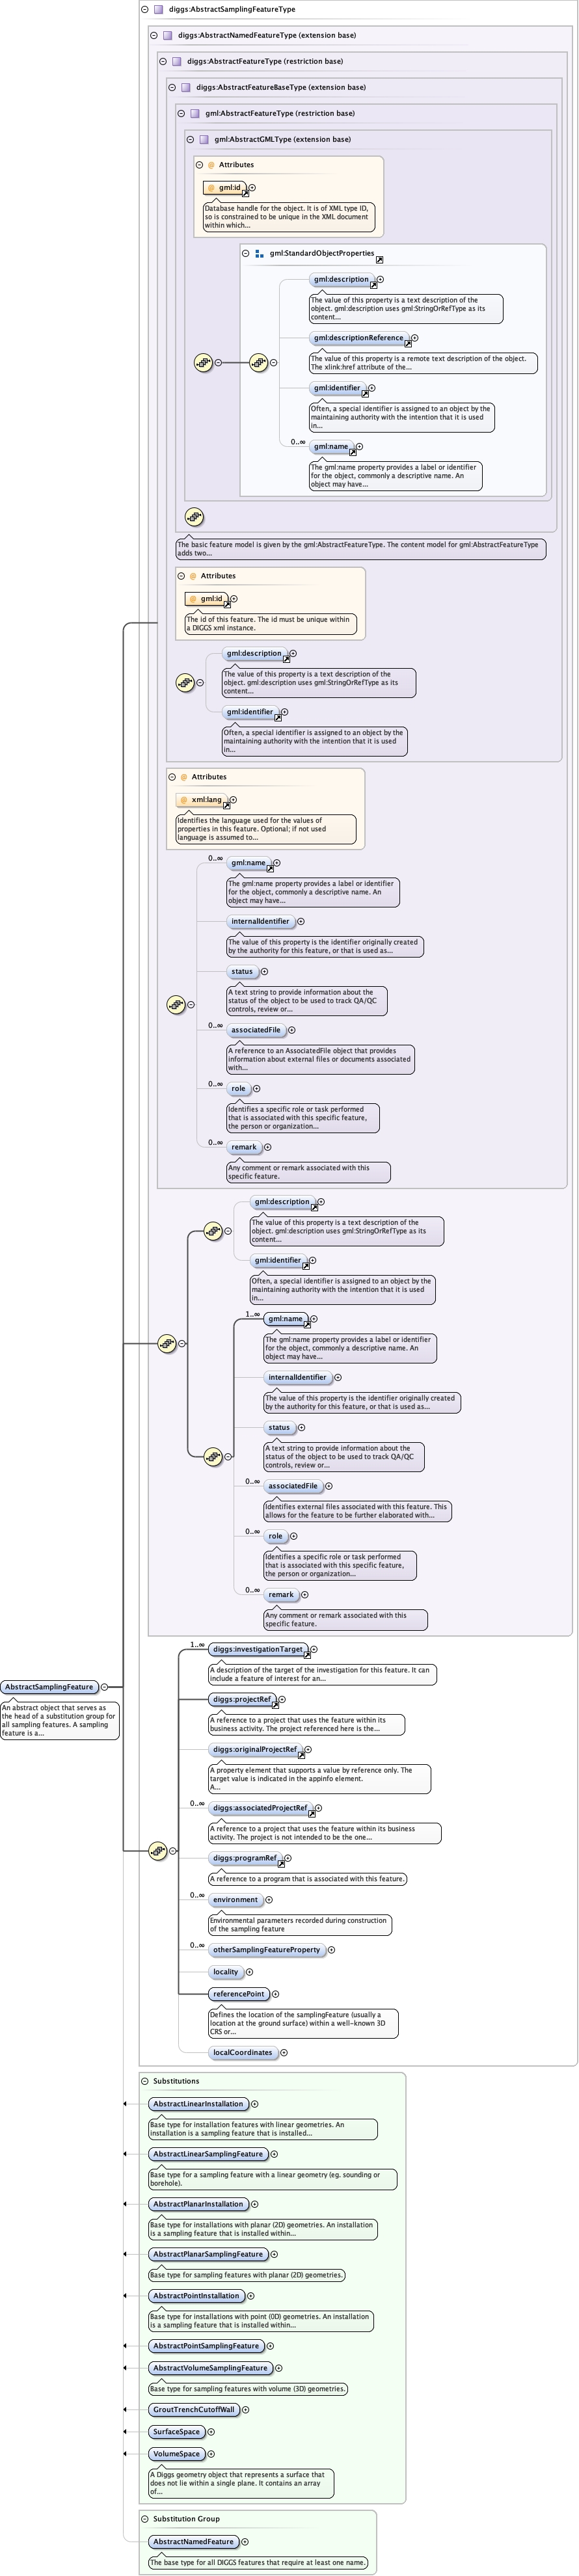 diggs:AbstractSamplingFeatureType
diggs:AbstractNamedFeatureType (extension base)
diggs:AbstractFeatureType (restriction base)
diggs:AbstractFeatureBaseType (extension base)
gml:AbstractFeatureType (restriction base)
gml:AbstractGMLType (extension base)
@ Attributes
@ gml:id
Database handle for the object. It is of XML type ID,
so is constrained to be unique in the XML document
within which...
gml:StandardObjectProperties
gml:description
The value of this property is a text description of the
object. gml:description uses gml:StringOrRefType as its
content...
gml:descriptionReference
The value of this property is a remote text description of the object.
The xlink:href attribute of the...
gml:identifier
Often, a special identifier is assigned to an object by the
maintaining authority with the intention that it is used
in...
0..∞
gml:name
The gml:name property provides a label or identifier
for the object, commonly a descriptive name. An
object may have...
The basic feature model is given by the gml:AbstractFeatureType. The content model for gml:AbstractFeatureType
adds two...
@ Attributes
@ gml:id
The id of this feature. The id must be unique within
a DIGGS xml instance.
gml:description
The value of this property is a text description of the
object. gml:description uses gml:StringOrRefType as its
content...
gml:identifier
Often, a special identifier is assigned to an object by the
maintaining authority with the intention that it is used
in...
@ Attributes
@ xml:lang
Identifies the language used for the values of
properties in this feature. Optional; if not used
language is assumed to...
0..∞
gml:name
The gml:name property provides a label or identifier
for the object, commonly a descriptive name. An
object may have...
internalIdentifier
The value of this property is the identifier originally created
by the authority for this feature, or that is used as...
status
A text string to provide information about the
status of the object to be used to track QA/QC
controls, review or...
0..∞
associatedFile
A reference to an AssociatedFile object that provides
information about external files or documents associated
with...
0..∞
role
Identifies a specific role or task performed
that is associated with this specific feature,
the person or organization...
0..∞
remark
Any comment or remark associated with this
specific feature.
gml:description
The value of this property is a text description of the
object. gml:description uses gml:StringOrRefType as its
content...
gml:identifier
Often, a special identifier is assigned to an object by the
maintaining authority with the intention that it is used
in...
1..∞
gml:name
The gml:name property provides a label or identifier
for the object, commonly a descriptive name. An
object may have...
internalIdentifier
The value of this property is the identifier originally created
by the authority for this feature, or that is used as...
status
A text string to provide information about the
status of the object to be used to track QA/QC
controls, review or...
0..∞
associatedFile
Identifies external files associated with this feature. This
allows for the feature to be further elaborated with...
0..∞
role
Identifies a specific role or task performed
that is associated with this specific feature,
the person or organization...
0..∞
remark
Any comment or remark associated with this
specific feature.
AbstractSamplingFeature
An abstract object that serves as
the head of a substitution group for
all sampling features. A sampling
feature is a...
1..∞
diggs:investigationTarget
A description of the target of the investigation for this feature. It can
include a feature of interest for an...
diggs:projectRef
A reference to a project that uses the feature within its
business activity. The project referenced here is the...
diggs:originalProjectRef
A property element that supports a value by reference only. The
target value is indicated in the appinfo element.
A...
0..∞
diggs:associatedProjectRef
A reference to a project that uses the feature within its business
activity. The project is not intended to be the one...
diggs:programRef
A reference to a program that is associated with this feature.
0..∞
environment
Environmental parameters recorded during construction
of the sampling feature
0..∞
otherSamplingFeatureProperty
locality
referencePoint
Defines the location of the samplingFeature (usually a
location at the ground surface) within a well-known 3D
CRS or...
localCoordinates
Substitutions
AbstractLinearInstallation
Base type for installation features with linear geometries. An
installation is a sampling feature that is installed...
AbstractLinearSamplingFeature
Base type for a sampling feature with a linear geometry (eg. sounding or
borehole).
AbstractPlanarInstallation
Base type for installations with planar (2D) geometries. An installation
is a sampling feature that is installed within...
AbstractPlanarSamplingFeature
Base type for sampling features with planar (2D) geometries.
AbstractPointInstallation
Base type for installations with point (0D) geometries. An installation
is a sampling feature that is installed within...
AbstractPointSamplingFeature
AbstractVolumeSamplingFeature
Base type for sampling features with volume (3D) geometries.
GroutTrenchCutoffWall
SurfaceSpace
VolumeSpace
A Diggs geometry object that represents a surface that
does not lie within a single plane. It contains an array
of...
Substitution Group
AbstractNamedFeature
The base type for all DIGGS features that require at least one name.